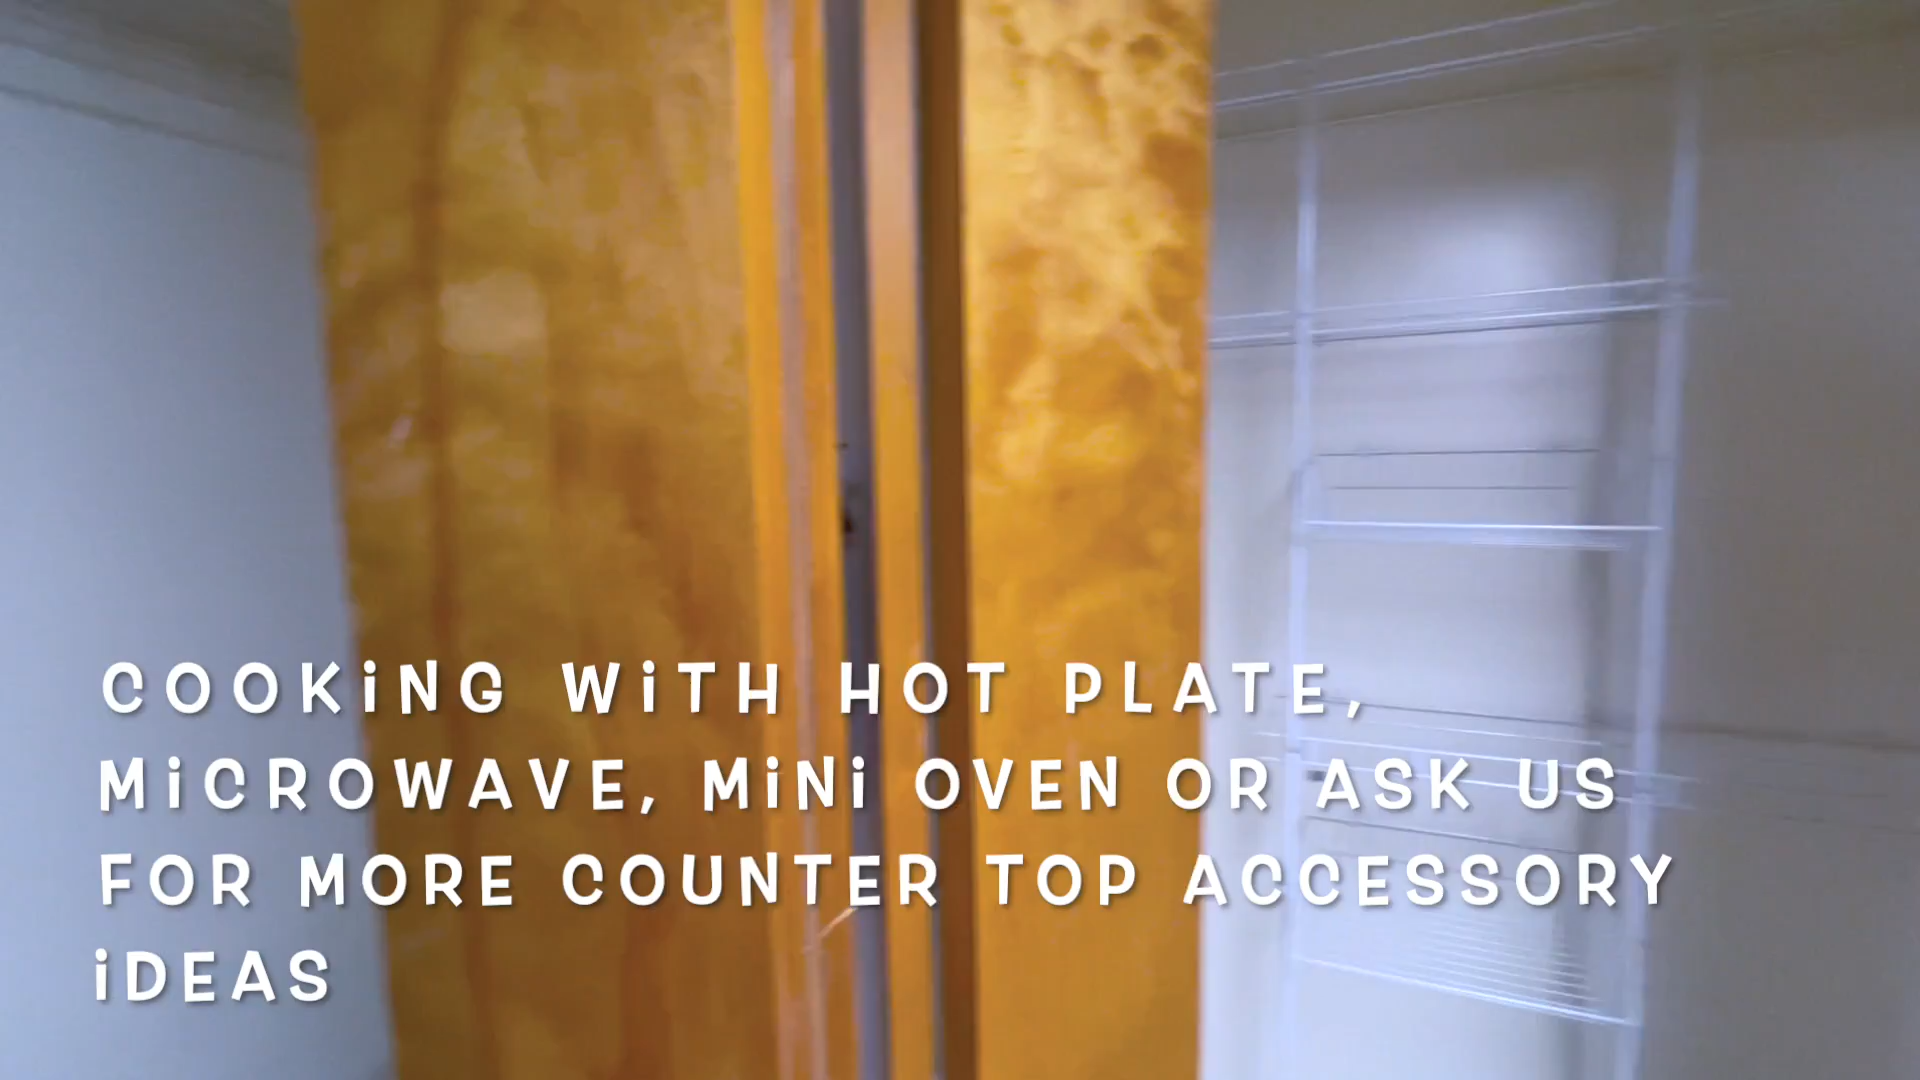 COOKiNG WiTH HOT PLATE,
MiCROWAVE, MiNi OVEN OR ASK US
FOR MORE COUNTER TOP ACCESSORY
iDEAS